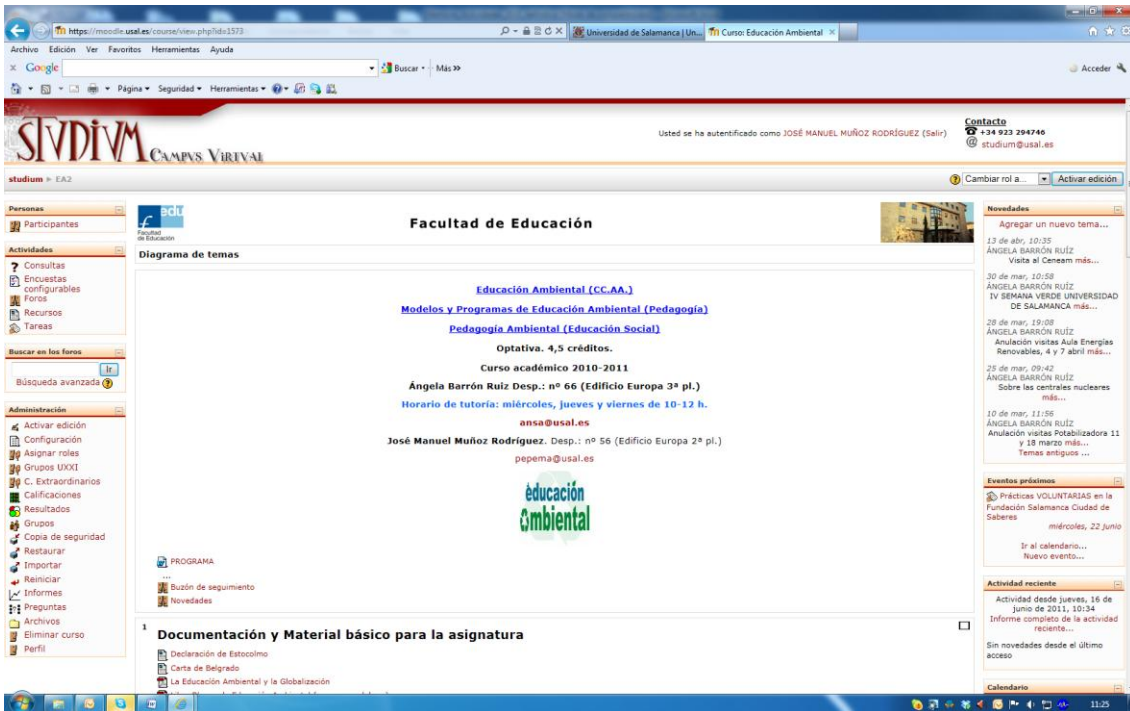 https://moodle.usal.es/course/view.php?id=1573
Universidad de Salamanca | Un...
Curso: Educación Ambiental
Archivo Edición Ver Favoritos Herramientas Ayuda
Google
Buscar
Más »
Acceder
Página Seguridad Herramientas
STVDIVM
CAMPVS VIRTVAL
Usted se ha autentificado como JOSÉ MANUEL MUÑOZ RODRÍGUEZ (Salir)
Contacto
+34 923 294746
studium@usal.es
studium ► EA2
Cambiar rol a...
Activar edición
Personas
Participantes
Actividades
Consultas
Encuestas
configurables
Foros
Recursos
Tareas
Buscar en los foros
Ir
Búsqueda avanzada
Administración
Activar edición
Configuración
Asignar roles
Grupos UXXI
C. Extraordinarios
Calificaciones
Resultados
Grupos
Copia de seguridad
Restaurar
Importar
Reiniciar
Informes
Preguntas
Archivos
Eliminar curso
Perfil
edu
f
Facultad
de Educación
Facultad de Educación
Diagrama de temas
Educación Ambiental (CC.AA.)
Modelos y Programas de Educación Ambiental (Pedagogía)
Pedagogía Ambiental (Educación Social)
Optativa. 4,5 créditos.
Curso académico 2010-2011
Ángela Barrón Ruiz Desp.: nº 66 (Edificio Europa 3ª pl.)
Horario de tutoría: miércoles, jueves y viernes de 10-12 h.
ansa@usal.es
José Manuel Muñoz Rodríguez. Desp.: nº 56 (Edificio Europa 2ª pl.)
pepema@usal.es
educación
ambiental
PROGRAMA
...
Buzón de seguimiento
Novedades
1
Documentación y Material básico para la asignatura
Declaración de Estocolmo
Carta de Belgrado
La Educación Ambiental y la Globalización
Novedades
Agregar un nuevo tema...
13 de abr, 10:35
ÁNGELA BARRÓN RUÍZ
Visita al Ceneam más...
30 de mar, 10:58
ÁNGELA BARRÓN RUÍZ
IV SEMANA VERDE UNIVERSIDAD
DE SALAMANCA más...
28 de mar, 19:08
ÁNGELA BARRÓN RUÍZ
Anulación visitas Aula Energías
Renovables, 4 y 7 abril más...
25 de mar, 09:42
ÁNGELA BARRÓN RUÍZ
Sobre las centrales nucleares
más...
10 de mar, 11:56
ÁNGELA BARRÓN RUÍZ
Anulación visitas Potabilizadora 11
y 18 marzo más...
Temas antiguos ...
Eventos próximos
Prácticas VOLUNTARIAS en la
Fundación Salamanca Ciudad de
Saberes
miércoles, 22 junio
Ir al calendario...
Nuevo evento...
Actividad reciente
Actividad desde jueves, 16 de
junio de 2011, 10:34
Informe completo de la actividad
reciente...
Sin novedades desde el último
acceso
Calendario
11:25